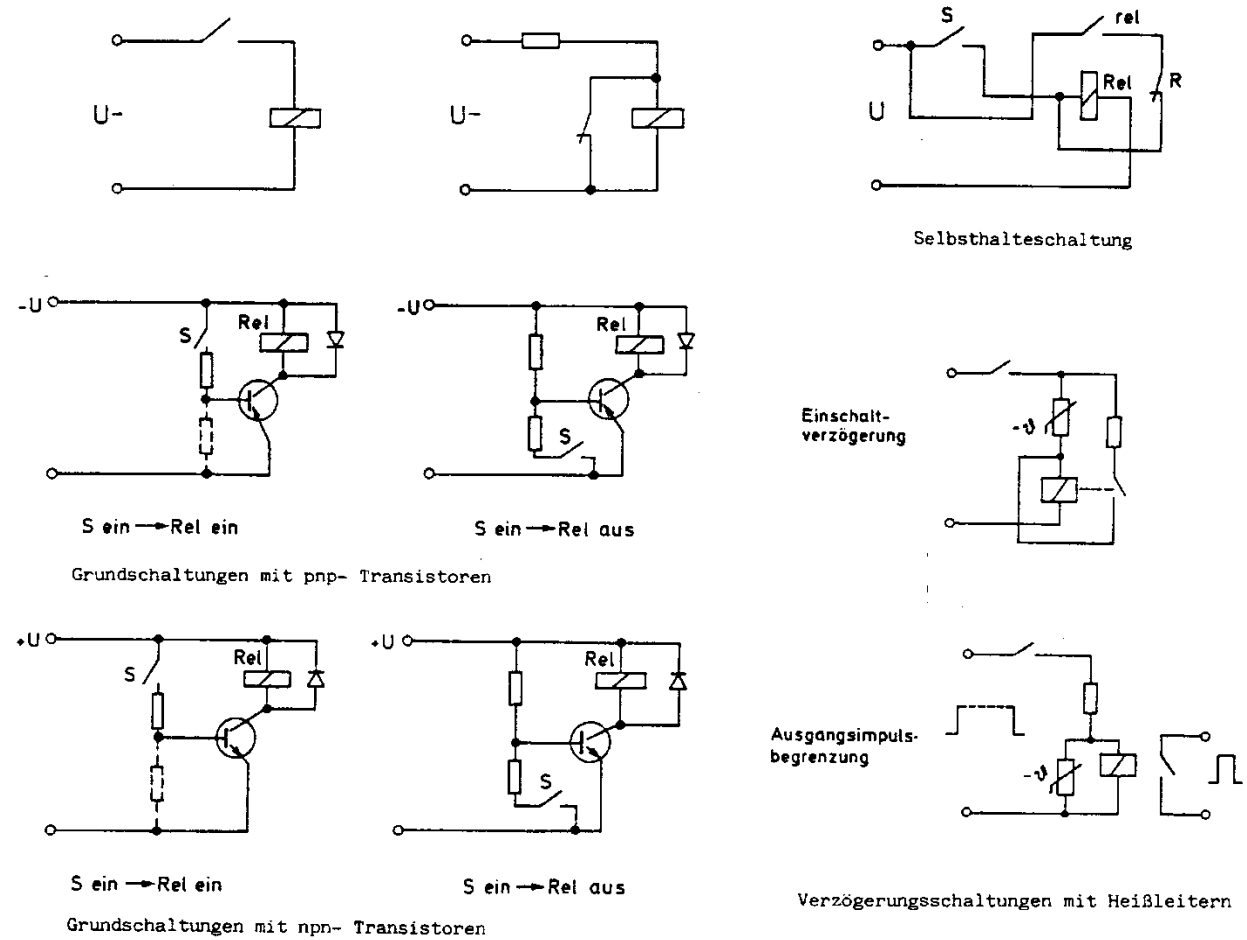 U-
U-
S
rel
Rel
R
U
Selbsthalteschaltung
-U
S
Rel
-U
Rel
S
S ein → Rel ein
S ein → Rel aus
Grundschaltungen mit pnp- Transistoren
Einschalt-
verzögerung
-ϑ
+U
S
Rel
+U
Rel
S
S ein → Rel ein
S ein → Rel aus
Grundschaltungen mit npn- Transistoren
Ausgangsimpuls-
begrenzung
-ϑ
Verzögerungsschaltungen mit Heißleitern